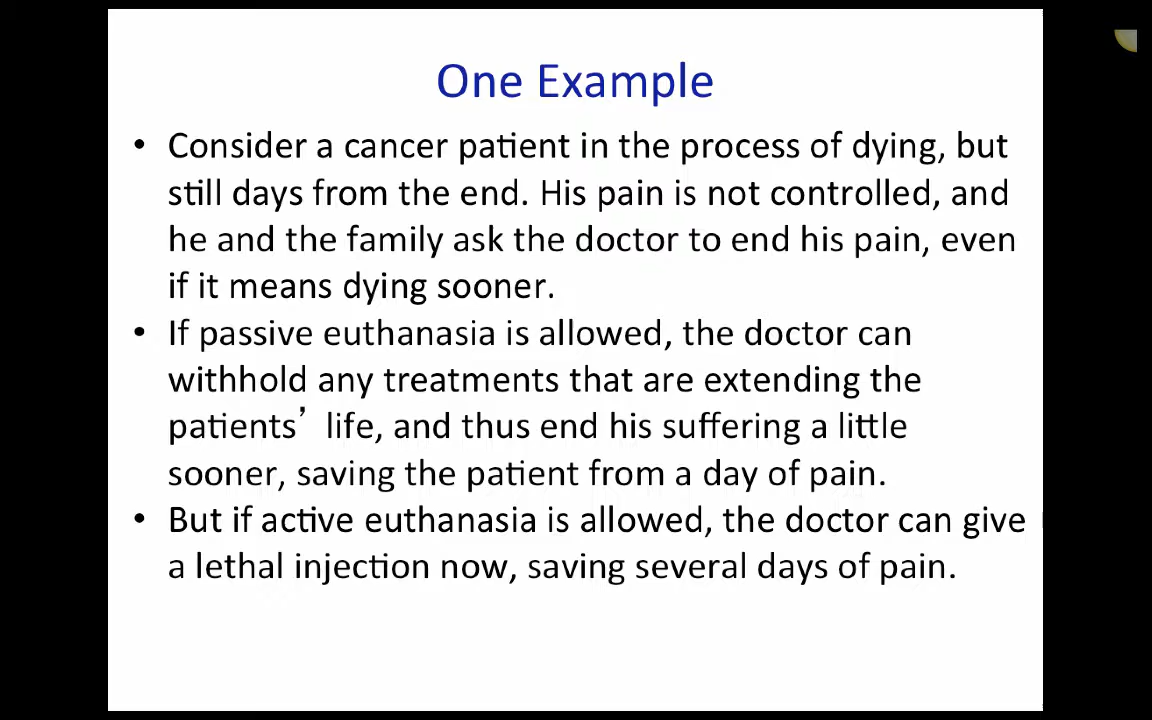 One Example
• Consider a cancer patient in the process of dying, but
still days from the end. His pain is not controlled, and
he and the family ask the doctor to end his pain, even
if it means dying sooner.
• If passive euthanasia is allowed, the doctor can
withhold any treatments that are extending the
patients’ life, and thus end his suffering a little
sooner, saving the patient from a day of pain.
• But if active euthanasia is allowed, the doctor can give
a lethal injection now, saving several days of pain.